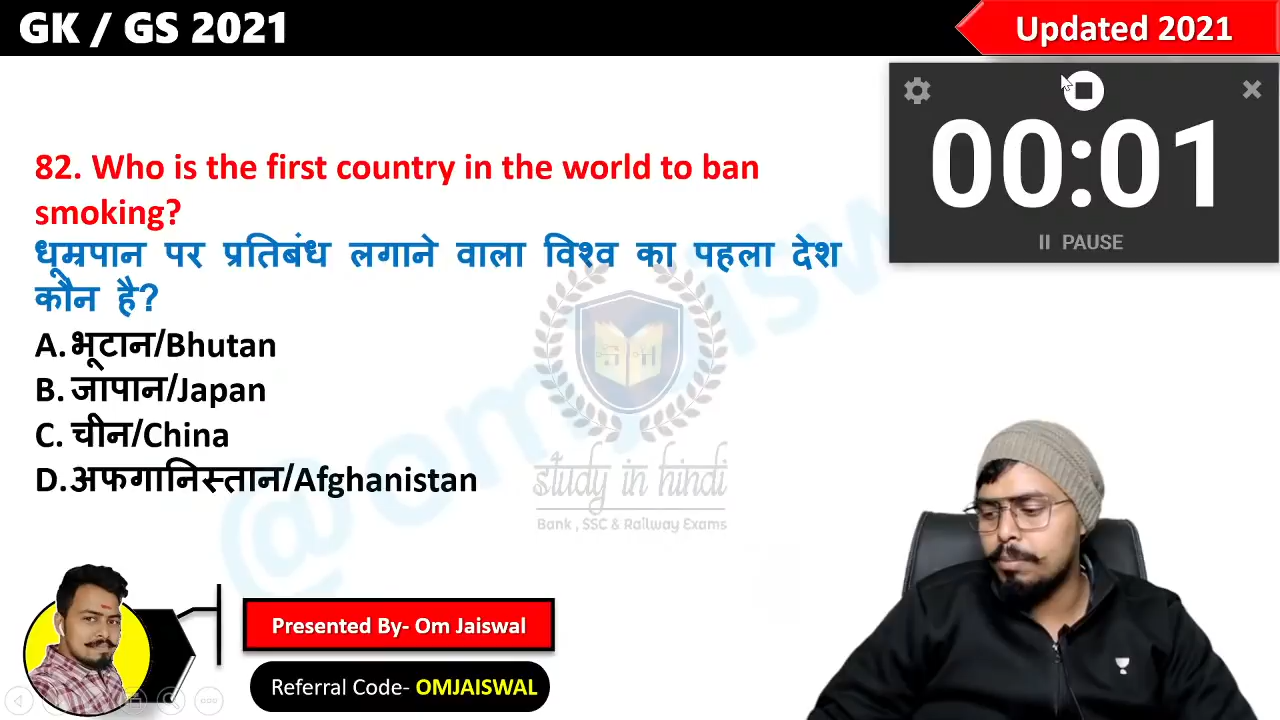 GK / GS 2021
Updated 2021
00:01
PAUSE
82. Who is the first country in the world to ban
smoking?
धूम्रपान पर प्रतिबंध लगाने वाला विश्व का पहला देश
कौन है?
A. भूटान/Bhutan
B. जापान/Japan
C. चीन/China
D. अफगानिस्तान/Afghanistan
study in hindi
Bank , SSC & Railway Exams
Presented By- Om Jaiswal
Referral Code- OMJAISWAL